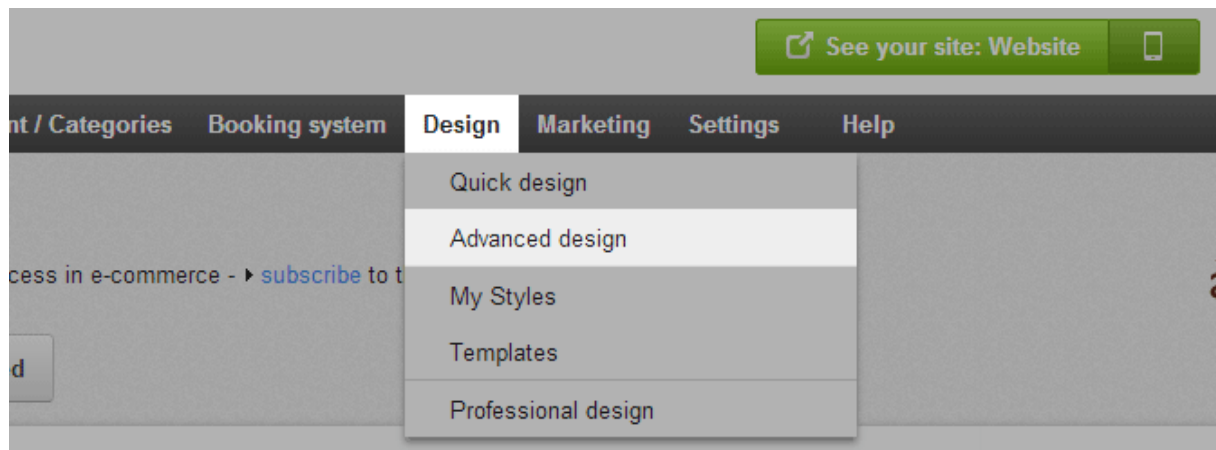 See your site: Website
nt / Categories Booking system Design Marketing Settings Help
Quick design
Advanced design
cess in e-commerce - ▸ subscribe to t
My Styles
Templates
d
Professional design